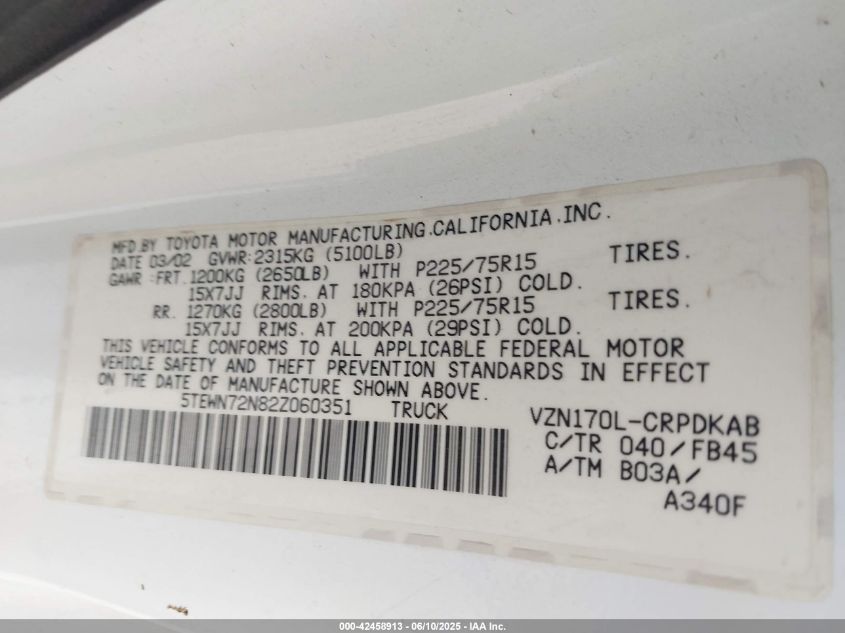 MFD.BY TOYOTA MOTOR MANUFACTURING.CALIFORNIA.INC.
DATE 03/02 GVWR:2315KG (5100LB)
GAWR :FRT. 1200KG (2650LB) WITH P225/75R15 TIRES.
15X7JJ RIMS. AT 180KPA (26PSI) COLD.
RR. 1270KG (2800LB) WITH P225/75R15 TIRES.
15X7JJ RIMS. AT 200KPA (29PSI) COLD.
THIS VEHICLE CONFORMS TO ALL APPLICABLE FEDERAL MOTOR
VEHICLE SAFETY AND THEFT PREVENTION STANDARDS IN EFFECT
ON THE DATE OF MANUFACTURE SHOWN ABOVE.
5TEWN72N82Z060351 TRUCK
VZN170L-CRPDKAB
C/TR 040/FB45
A/TM B03A/
A340F
000-42458913 - 06/10/2025 - IAA Inc.